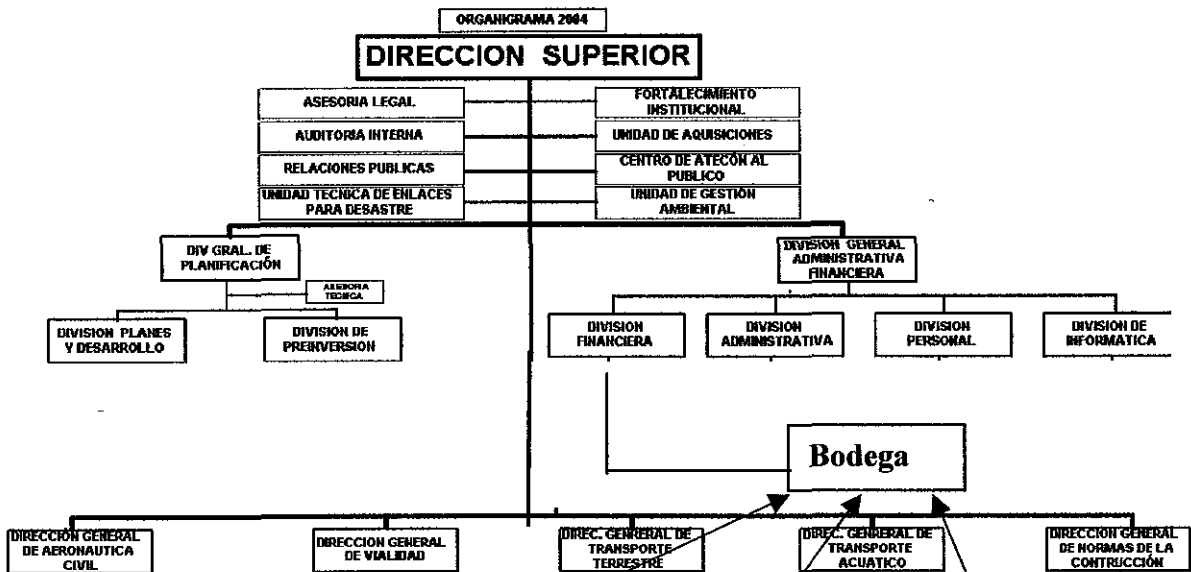 ORGANIGRAMA 2004
DIRECCION SUPERIOR
ASESORIA LEGAL
FORTALECIMIENTO
INSTITUCIONAL
AUDITORIA INTERNA
UNIDAD DE AQUISICIONES
RELACIONES PUBLICAS
CENTRO DE ATECÓN AL
PUBLICO
UNIDAD TECNICA DE ENLACES
PARA DESASTRE
UNIDAD DE GESTIÓN
AMBIENTAL
DIV GRAL. DE
PLANIFICACIÓN
DIVISION GENERAL
ADMINISTRATIVA
FINANCIERA
ASESORIA
TECNICA
DIVISION PLANES
Y DESARROLLO
DIVISION DE
PREINVERSION
DIVISION
FINANCIERA
DIVISION
ADMINISTRATIVA
DIVISION
PERSONAL
DIVISION DE
INFORMATICA
Bodega
DIRECCION GENERAL
DE AERONAUTICA
CIVIL
DIRECCION GENERAL
DE VIALIDAD
DIREC. GENRERAL DE
TRANSPORTE
TERRESTRE
DIREC. GENRERAL DE
TRANSPORTE
ACUATICO
DIRECCION GENERAL
DE NORMAS DE LA
CONTRUCCIÓN